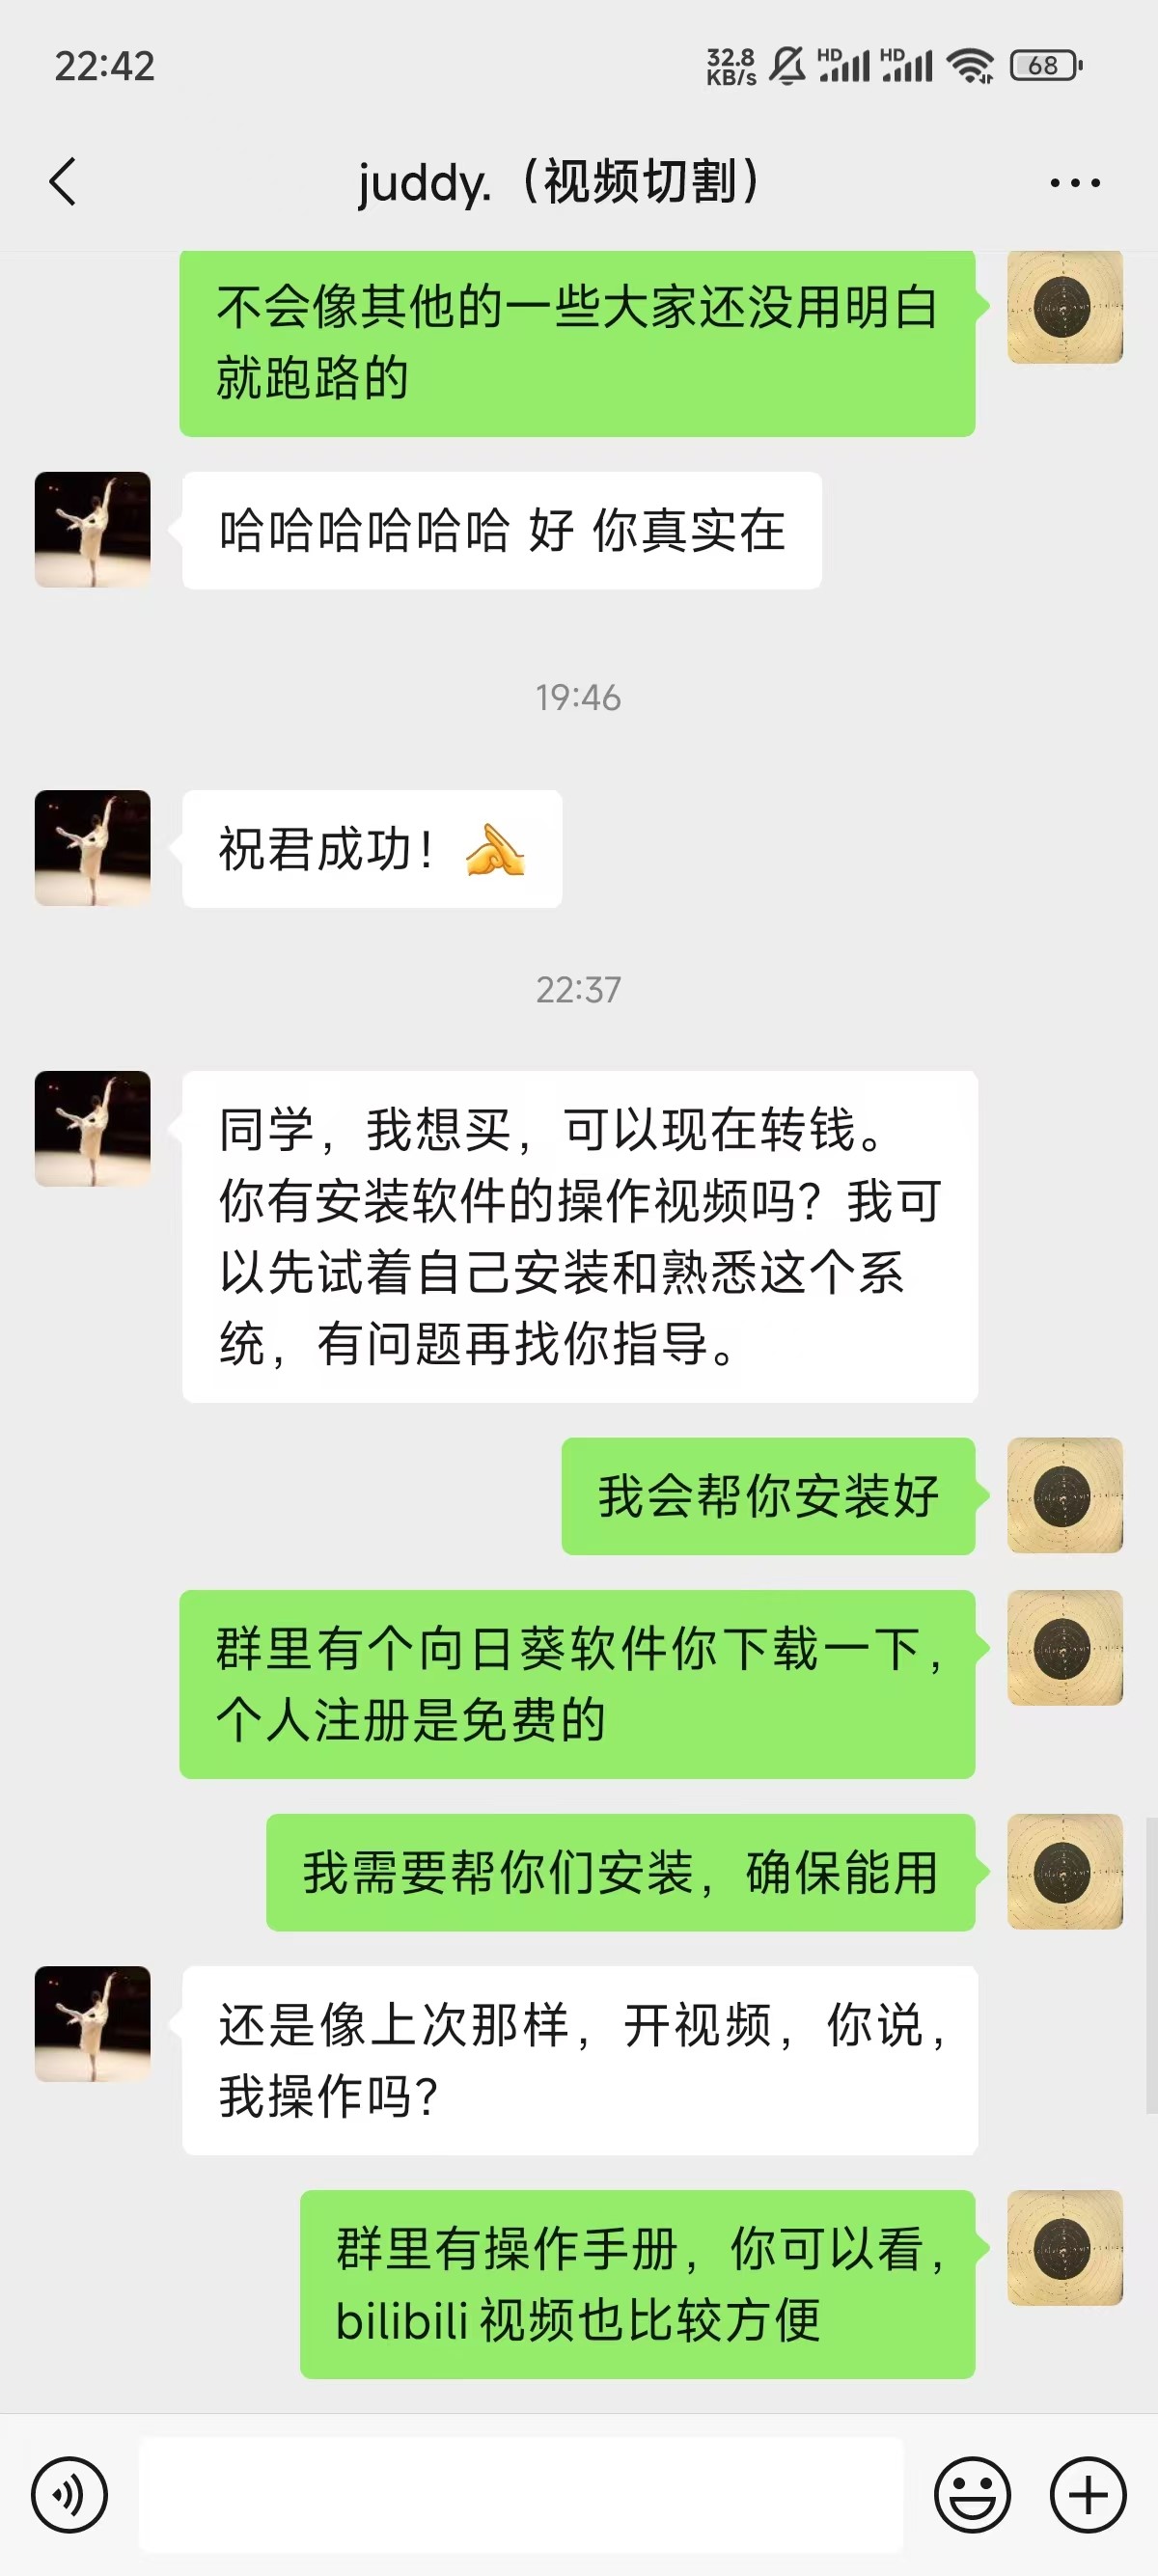 22:42
32.8
KB/s
HD
HD
68
juddy.（视频切割）
不会像其他的一些大家还没用明白
就跑路的
哈哈哈哈哈哈 好 你真实在
19:46
祝君成功！
22:37
同学，我想买，可以现在转钱。
你有安装软件的操作视频吗？我可
以先试着自己安装和熟悉这个系
统，有问题再找你指导。
我会帮你安装好
群里有个向日葵软件你下载一下，
个人注册是免费的
我需要帮你们安装，确保能用
还是像上次那样，开视频，你说，
我操作吗？
群里有操作手册，你可以看，
bilibili 视频也比较方便